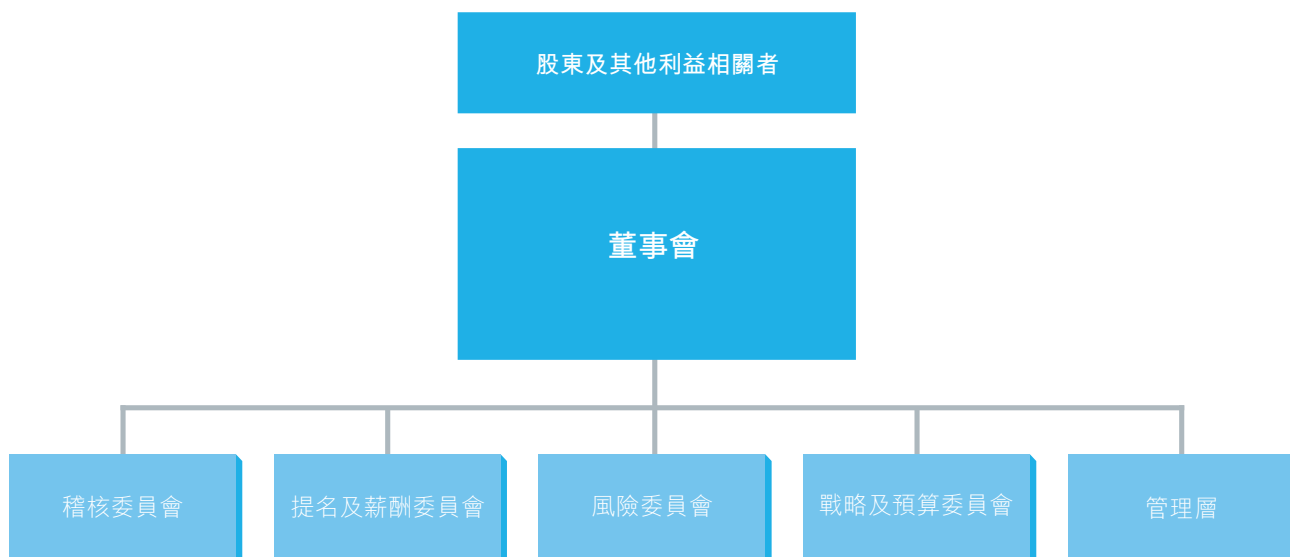 股東及其他利益相關者
董事會
稽核委員會
提名及薪酬委員會
風險委員會
戰略及預算委員會
管理層